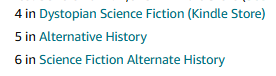 4 in Dystopian Science Fiction (Kindle Store)
5 in Alternative History
6 in Science Fiction Alternate History